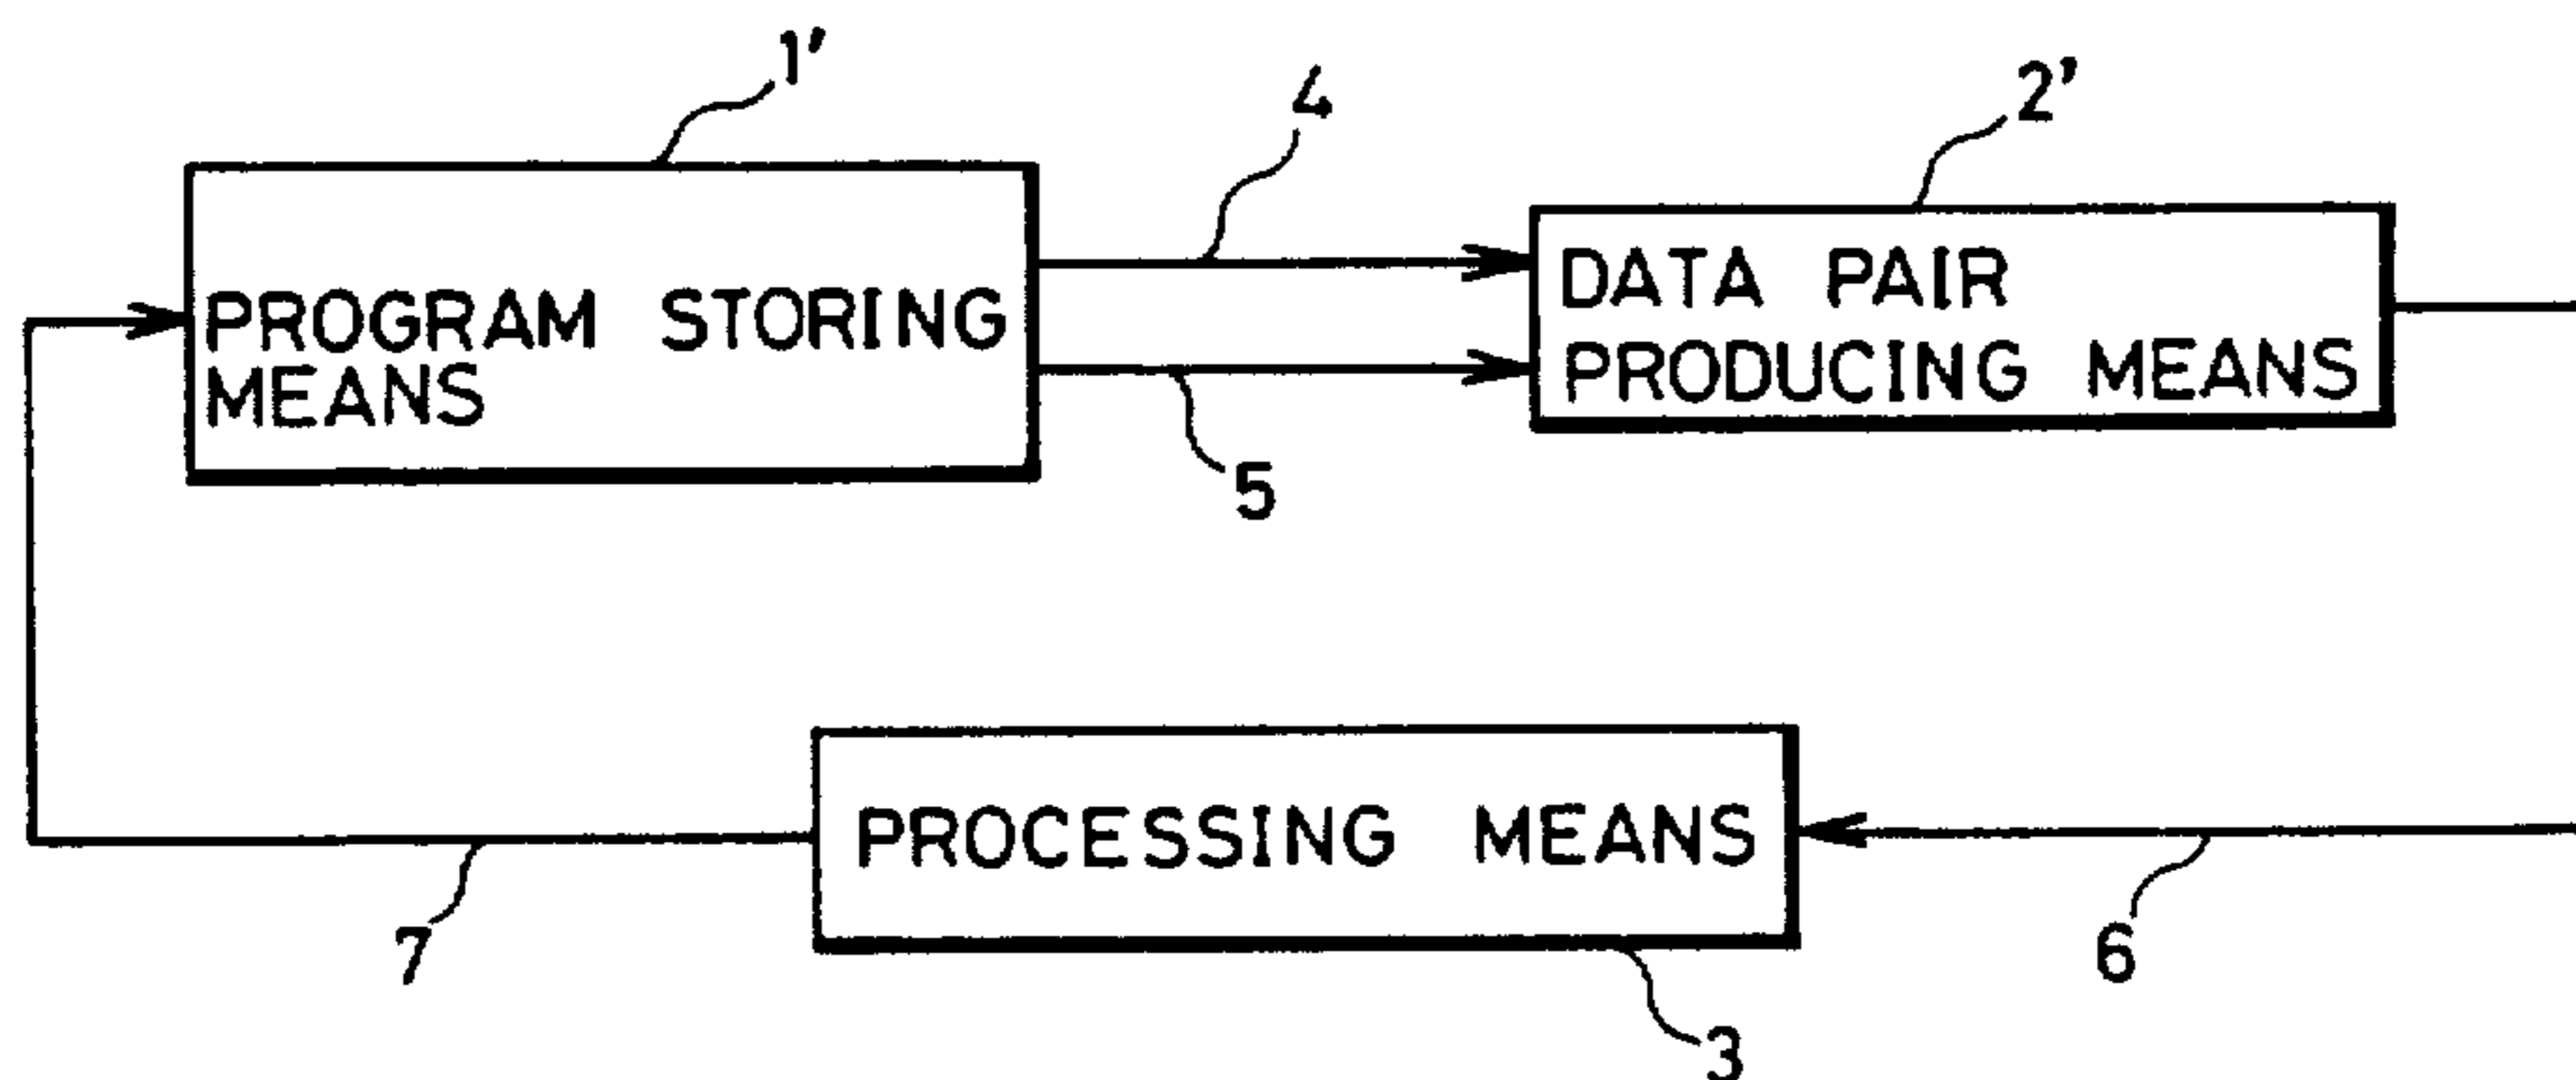 1'
4
2'
PROGRAM STORING
MEANS
DATA PAIR
PRODUCING MEANS
5
PROCESSING MEANS
7
6
3